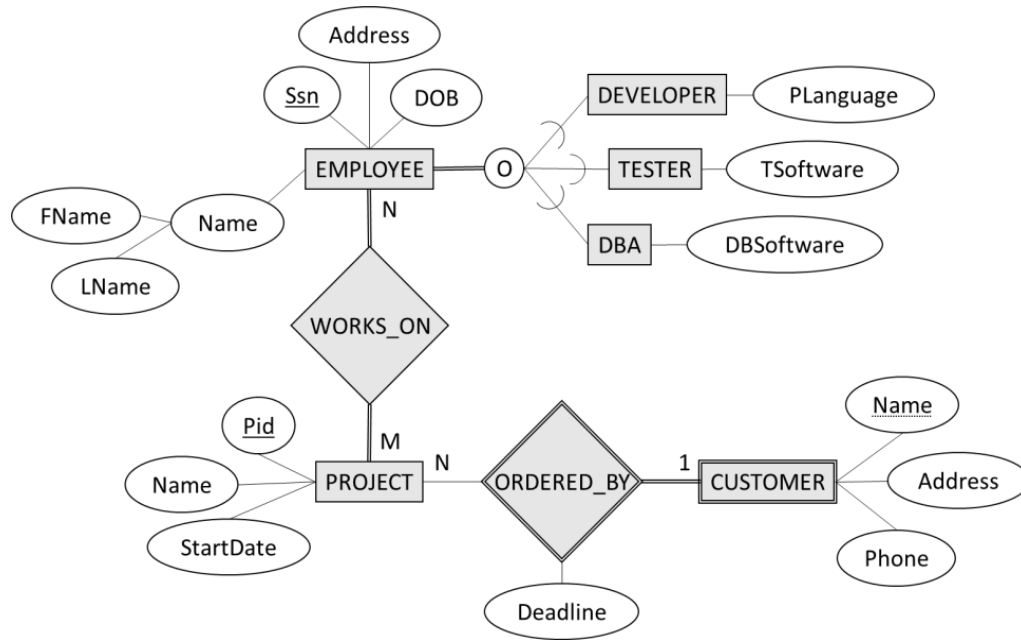 Address
Ssn
DOB
DEVELOPER
PLanguage
EMPLOYEE
O
TESTER
TSoftware
FName
Name
N
DBA
DBSoftware
LName
WORKS_ON
Pid
M
Name
Name
PROJECT
N
ORDERED_BY
1
CUSTOMER
Address
StartDate
Phone
Deadline